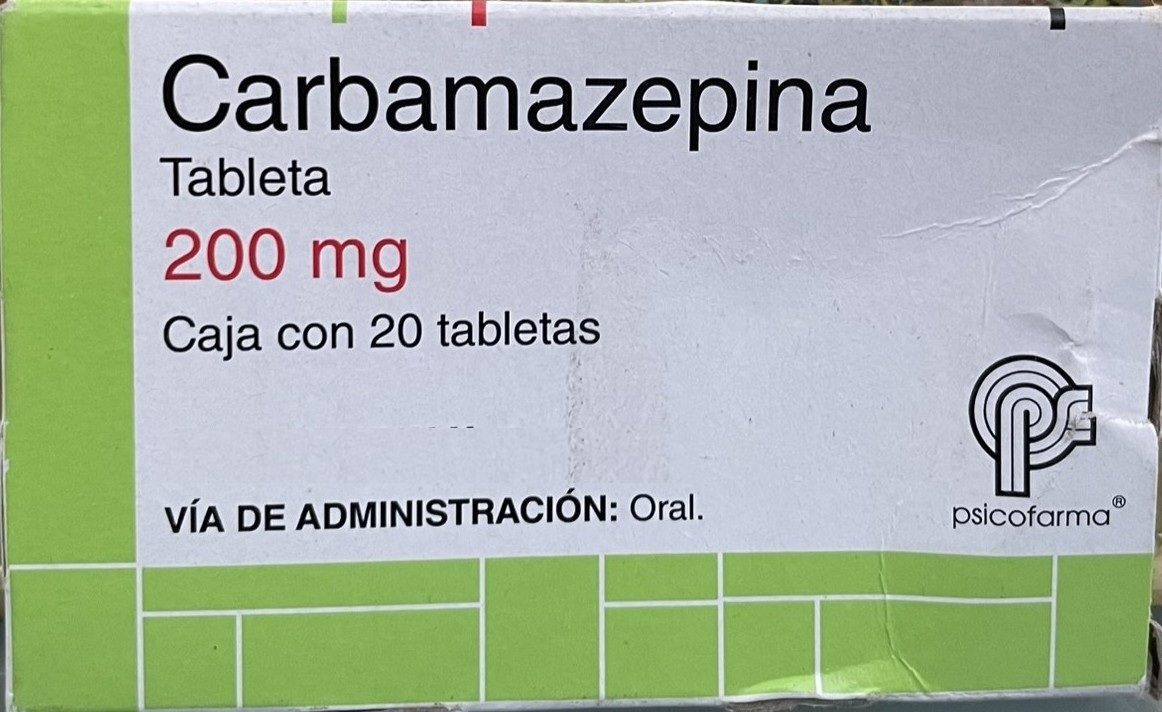 Carbamazepina
Tableta
200 mg
Caja con 20 tabletas
VÍA DE ADMINISTRACIÓN: Oral.
psicofarma®